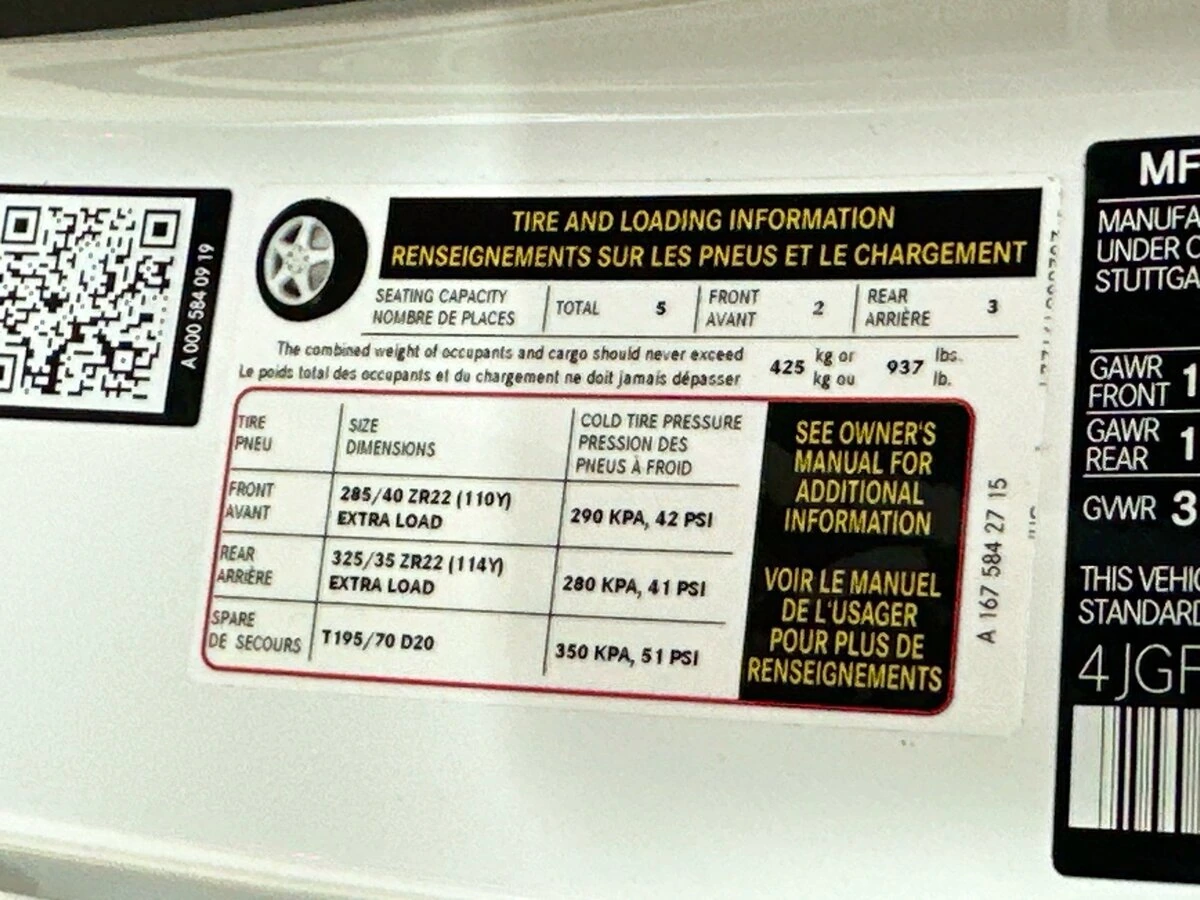 A 000 584 09 19
TIRE AND LOADING INFORMATION
RENSEIGNEMENTS SUR LES PNEUS ET LE CHARGEMENT
SEATING CAPACITY
NOMBRE DE PLACES
TOTAL 5
FRONT
AVANT
2
REAR
ARRIÈRE
3
The combined weight of occupants and cargo should never exceed 425 kg or 937 lbs.
Le poids total des occupants et du chargement ne doit jamais dépasser kg ou lb.
TIRE
PNEU
SIZE
DIMENSIONS
COLD TIRE PRESSURE
PRESSION DES
PNEUS À FROID
FRONT
AVANT
285/40 ZR22 (110Y)
EXTRA LOAD
290 KPA, 42 PSI
REAR
ARRIÈRE
325/35 ZR22 (114Y)
EXTRA LOAD
280 KPA, 41 PSI
SPARE
DE SECOURS
T195/70 D20
350 KPA, 51 PSI
SEE OWNER'S
MANUAL FOR
ADDITIONAL
INFORMATION
VOIR LE MANUEL
DE L'USAGER
POUR PLUS DE
RENSEIGNEMENTS
A 167 584 27 15
MF
MANUFA
UNDER
STUTTGA
GAWR
FRONT 1
GAWR
REAR 1
GVWR 3
THIS VEHIC
STANDARD
4JGF